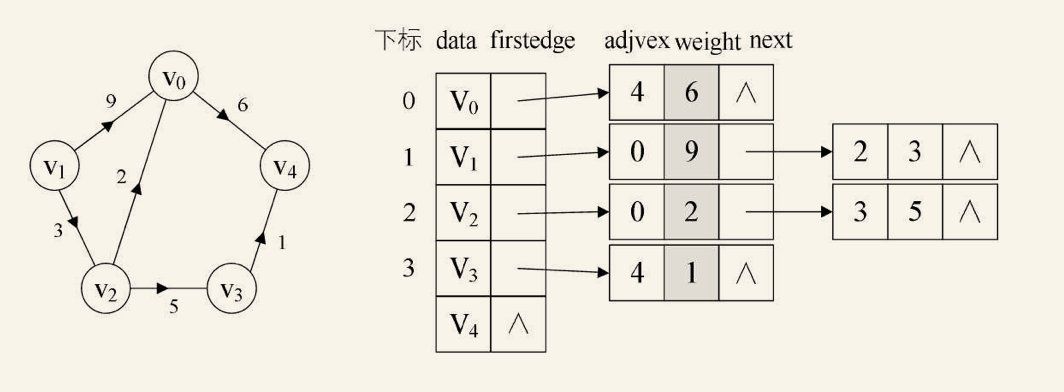 下标 data firstedge adjvex weight next
V₀
9
6
V₁
V₄
2
3
1
V₂
V₃
5
0 V₀ 4 6 ∧
1 V₁ 0 9 2 3 ∧
2 V₂ 0 2 3 5 ∧
3 V₃ 4 1 ∧
V₄ ∧